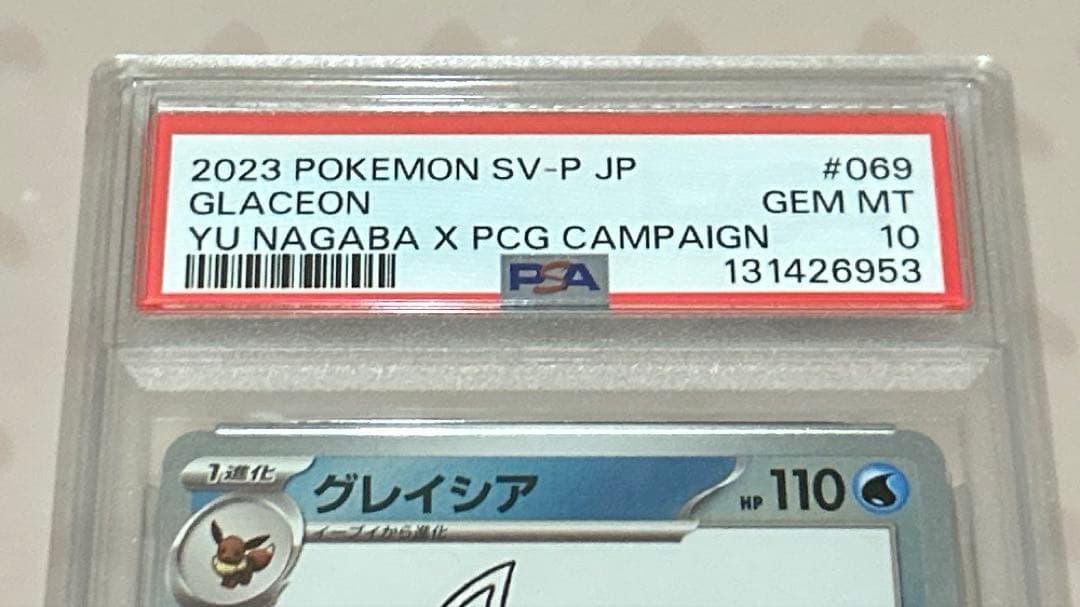 2023 POKEMON SV-P JP #069
GLACEON GEM MT
YU NAGABA X PCG CAMPAIGN 10
PSA 131426953
1進化 グレイシア HP 110
イーブイから進化